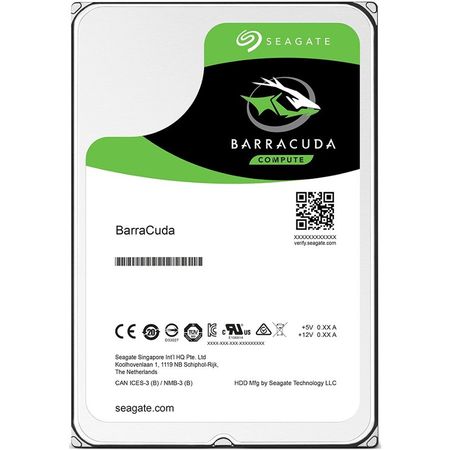 SEAGATE
BARRACUDA
COMPUTE
BarraCuda
XXXXXXXXXXXX
verify.seagate.com
+5V 0.XX A
+12V 0.XX A
Seagate Singapore Int'l HQ Pte. Ltd
Koolhovenlaan 1, 1119 NB Schiphol-Rijk,
The Netherlands
CAN ICES-3 (B) / NMB-3 (B)
HDD Mfg by Seagate Technology LLC
seagate.com